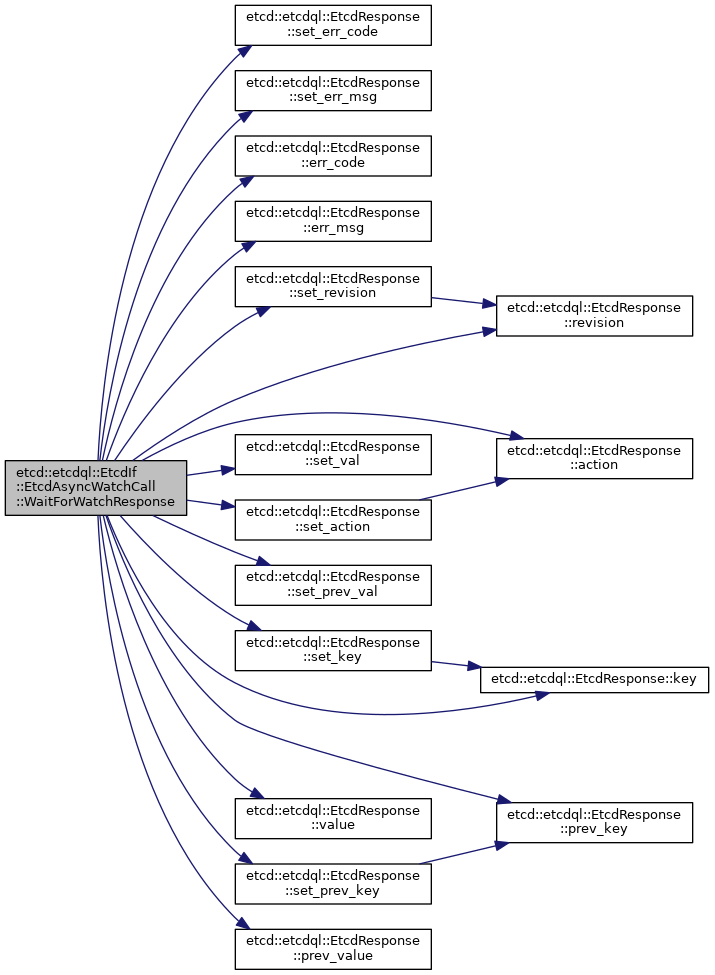 etcd::etcdql::EtcdIf
::EtcdAsyncWatchCall
::WaitForWatchResponse
etcd::etcdql::EtcdResponse
::set_err_code
etcd::etcdql::EtcdResponse
::set_err_msg
etcd::etcdql::EtcdResponse
::err_code
etcd::etcdql::EtcdResponse
::err_msg
etcd::etcdql::EtcdResponse
::set_revision
etcd::etcdql::EtcdResponse
::revision
etcd::etcdql::EtcdResponse
::set_val
etcd::etcdql::EtcdResponse
::action
etcd::etcdql::EtcdResponse
::set_action
etcd::etcdql::EtcdResponse
::set_prev_val
etcd::etcdql::EtcdResponse
::set_key
etcd::etcdql::EtcdResponse::key
etcd::etcdql::EtcdResponse
::value
etcd::etcdql::EtcdResponse
::prev_key
etcd::etcdql::EtcdResponse
::set_prev_key
etcd::etcdql::EtcdResponse
::prev_value